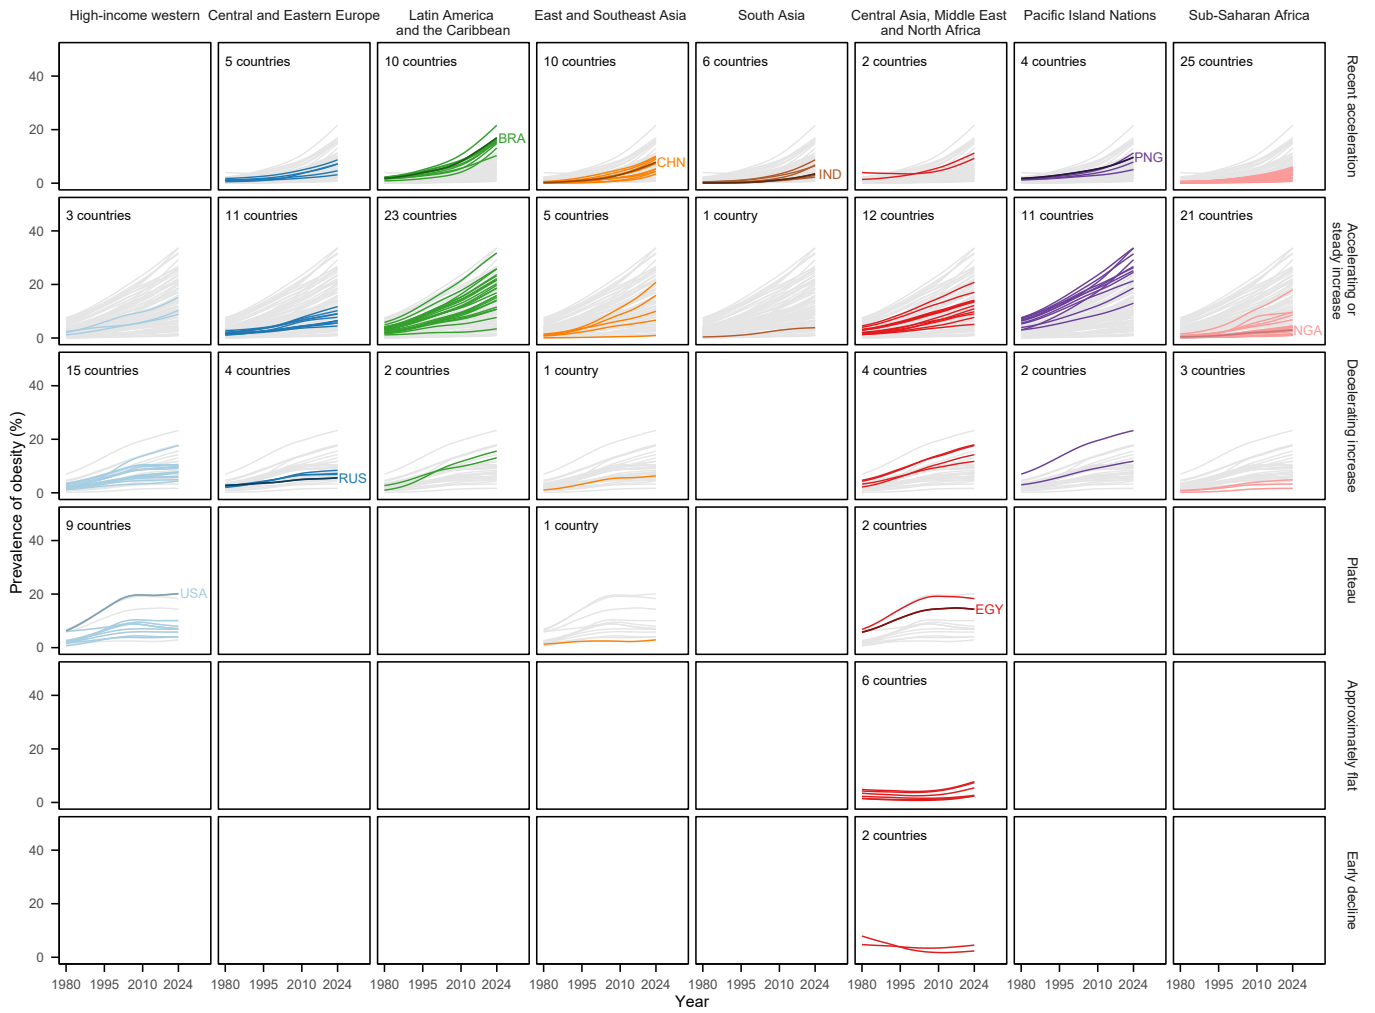 High-income western
Central and Eastern Europe
Latin America
and the Caribbean
East and Southeast Asia
South Asia
Central Asia, Middle East
and North Africa
Pacific Island Nations
Sub-Saharan Africa
40
20
0
5 countries
10 countries
BRA
10 countries
CHN
6 countries
IND
2 countries
4 countries
PNG
25 countries
Recent acceleration
40
20
0
3 countries
11 countries
23 countries
5 countries
1 country
12 countries
11 countries
21 countries
NGA
Accelerating or
steady increase
40
20
0
15 countries
4 countries
RUS
2 countries
1 country
4 countries
2 countries
3 countries
Decelerating increase
Prevalence of obesity (%)
40
20
0
9 countries
USA
1 country
2 countries
EGY
Plateau
40
20
0
6 countries
Approximately flat
40
20
0
2 countries
Early decline
1980 1995 2010 2024
1980 1995 2010 2024
1980 1995 2010 2024
1980 1995 2010 2024
1980 1995 2010 2024
1980 1995 2010 2024
1980 1995 2010 2024
1980 1995 2010 2024
Year